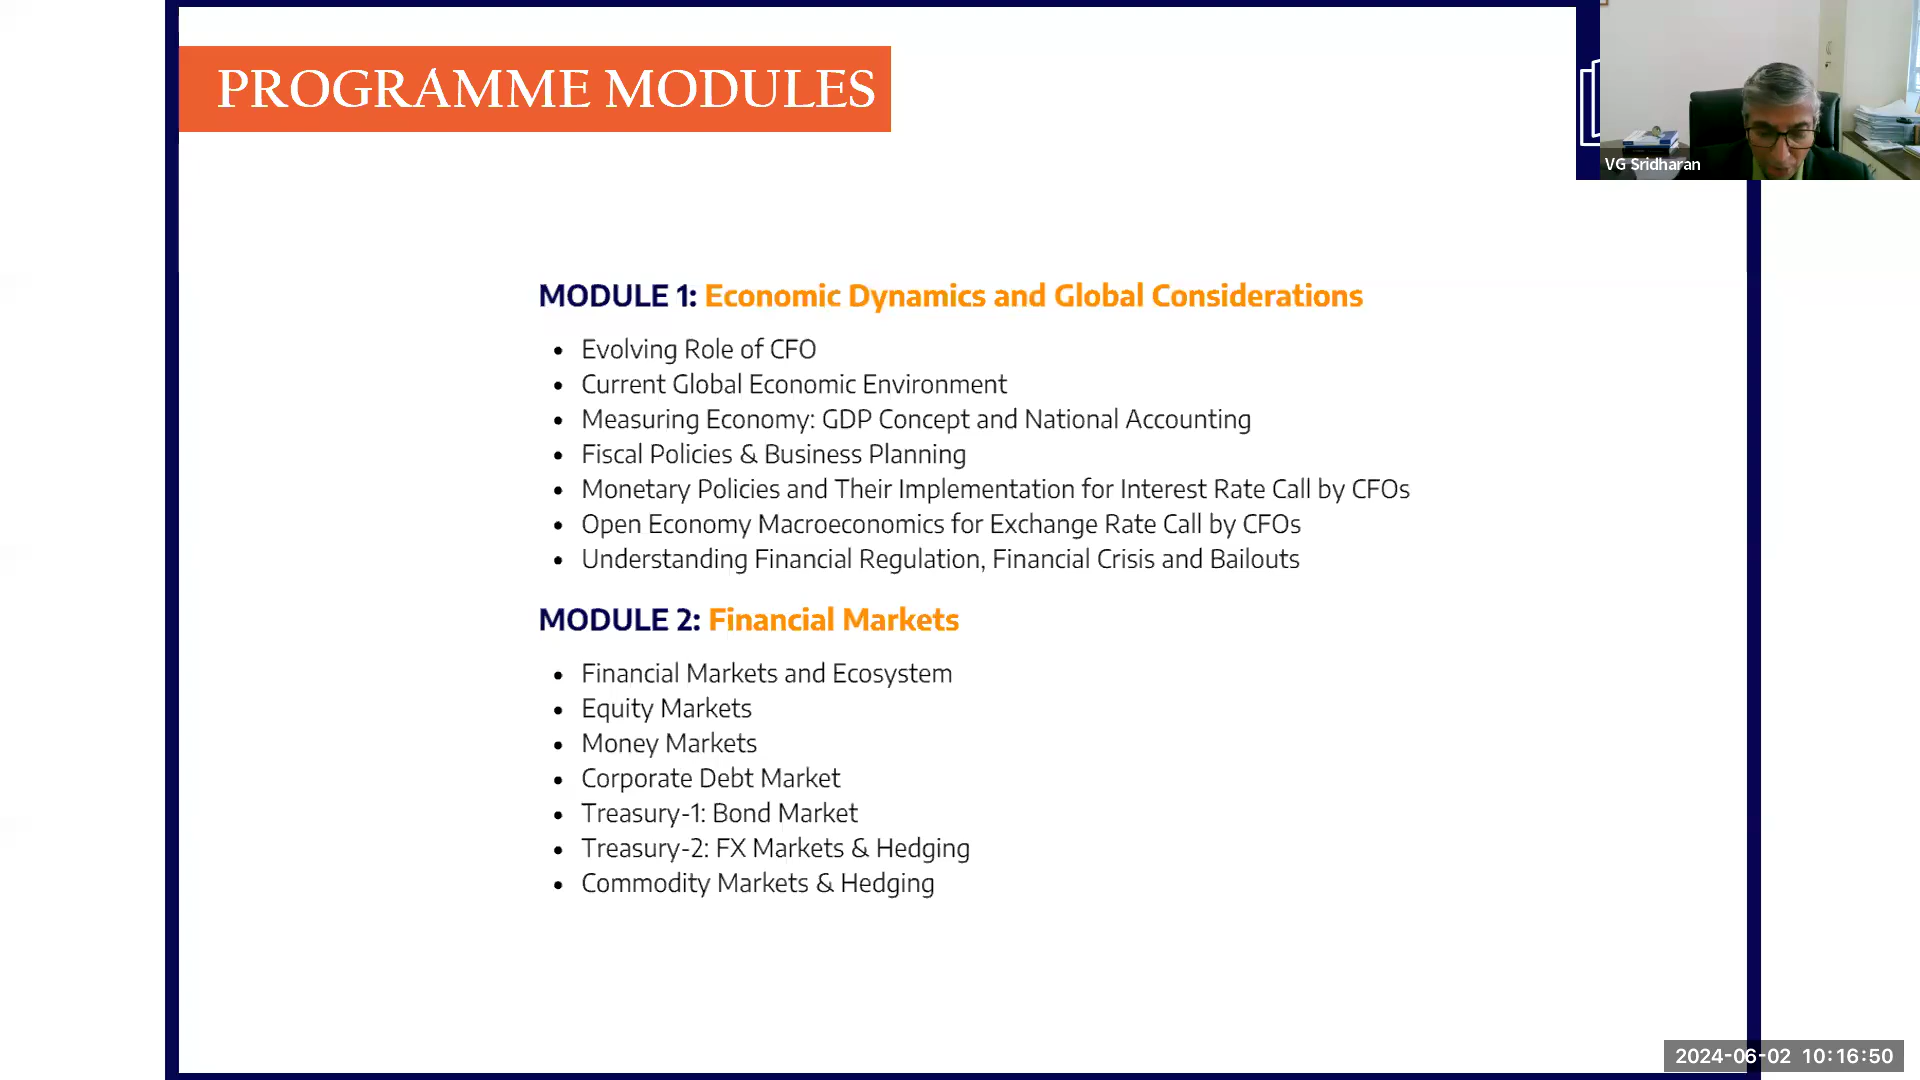 PROGRAMME MODULES
VG Sridharan
MODULE 1: Economic Dynamics and Global Considerations
• Evolving Role of CFO
• Current Global Economic Environment
• Measuring Economy: GDP Concept and National Accounting
• Fiscal Policies & Business Planning
• Monetary Policies and Their Implementation for Interest Rate Call by CFOs
• Open Economy Macroeconomics for Exchange Rate Call by CFOs
• Understanding Financial Regulation, Financial Crisis and Bailouts
MODULE 2: Financial Markets
• Financial Markets and Ecosystem
• Equity Markets
• Money Markets
• Corporate Debt Market
• Treasury-1: Bond Market
• Treasury-2: FX Markets & Hedging
• Commodity Markets & Hedging
2024-06-02 10:16:50